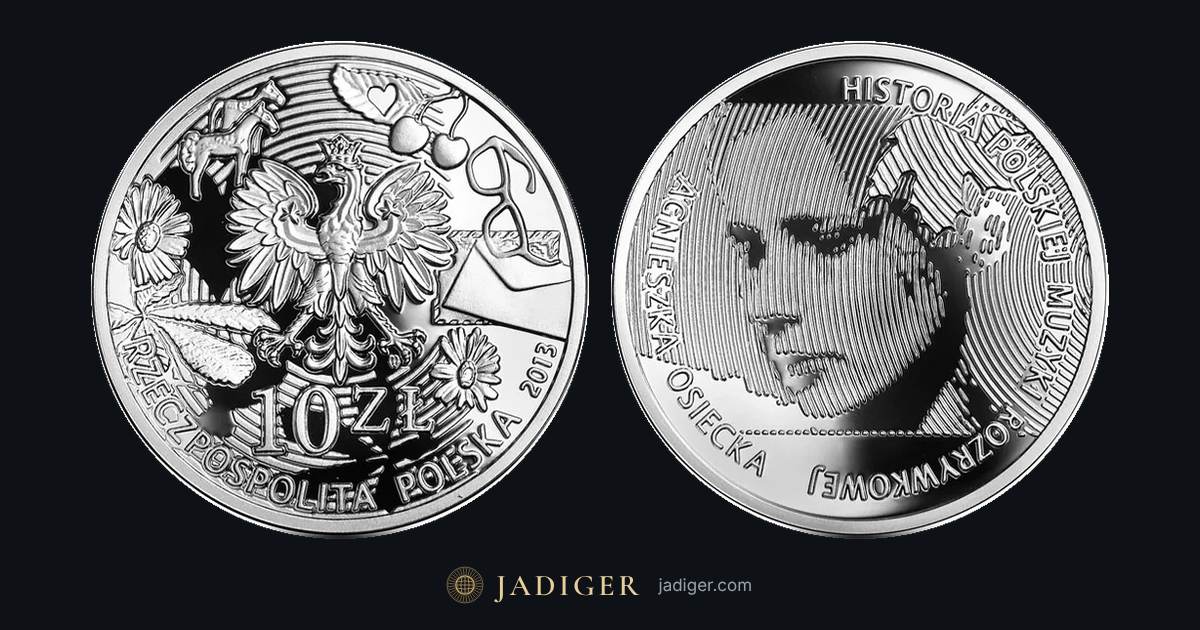 10 ZŁ
RZECZPOSPOLITA POLSKA 2013
HISTORIA POLSKIEJ MUZYKI ROZRYWKOWEJ
AGNIESZKA OSIECKA
JADIGER jadiger.com